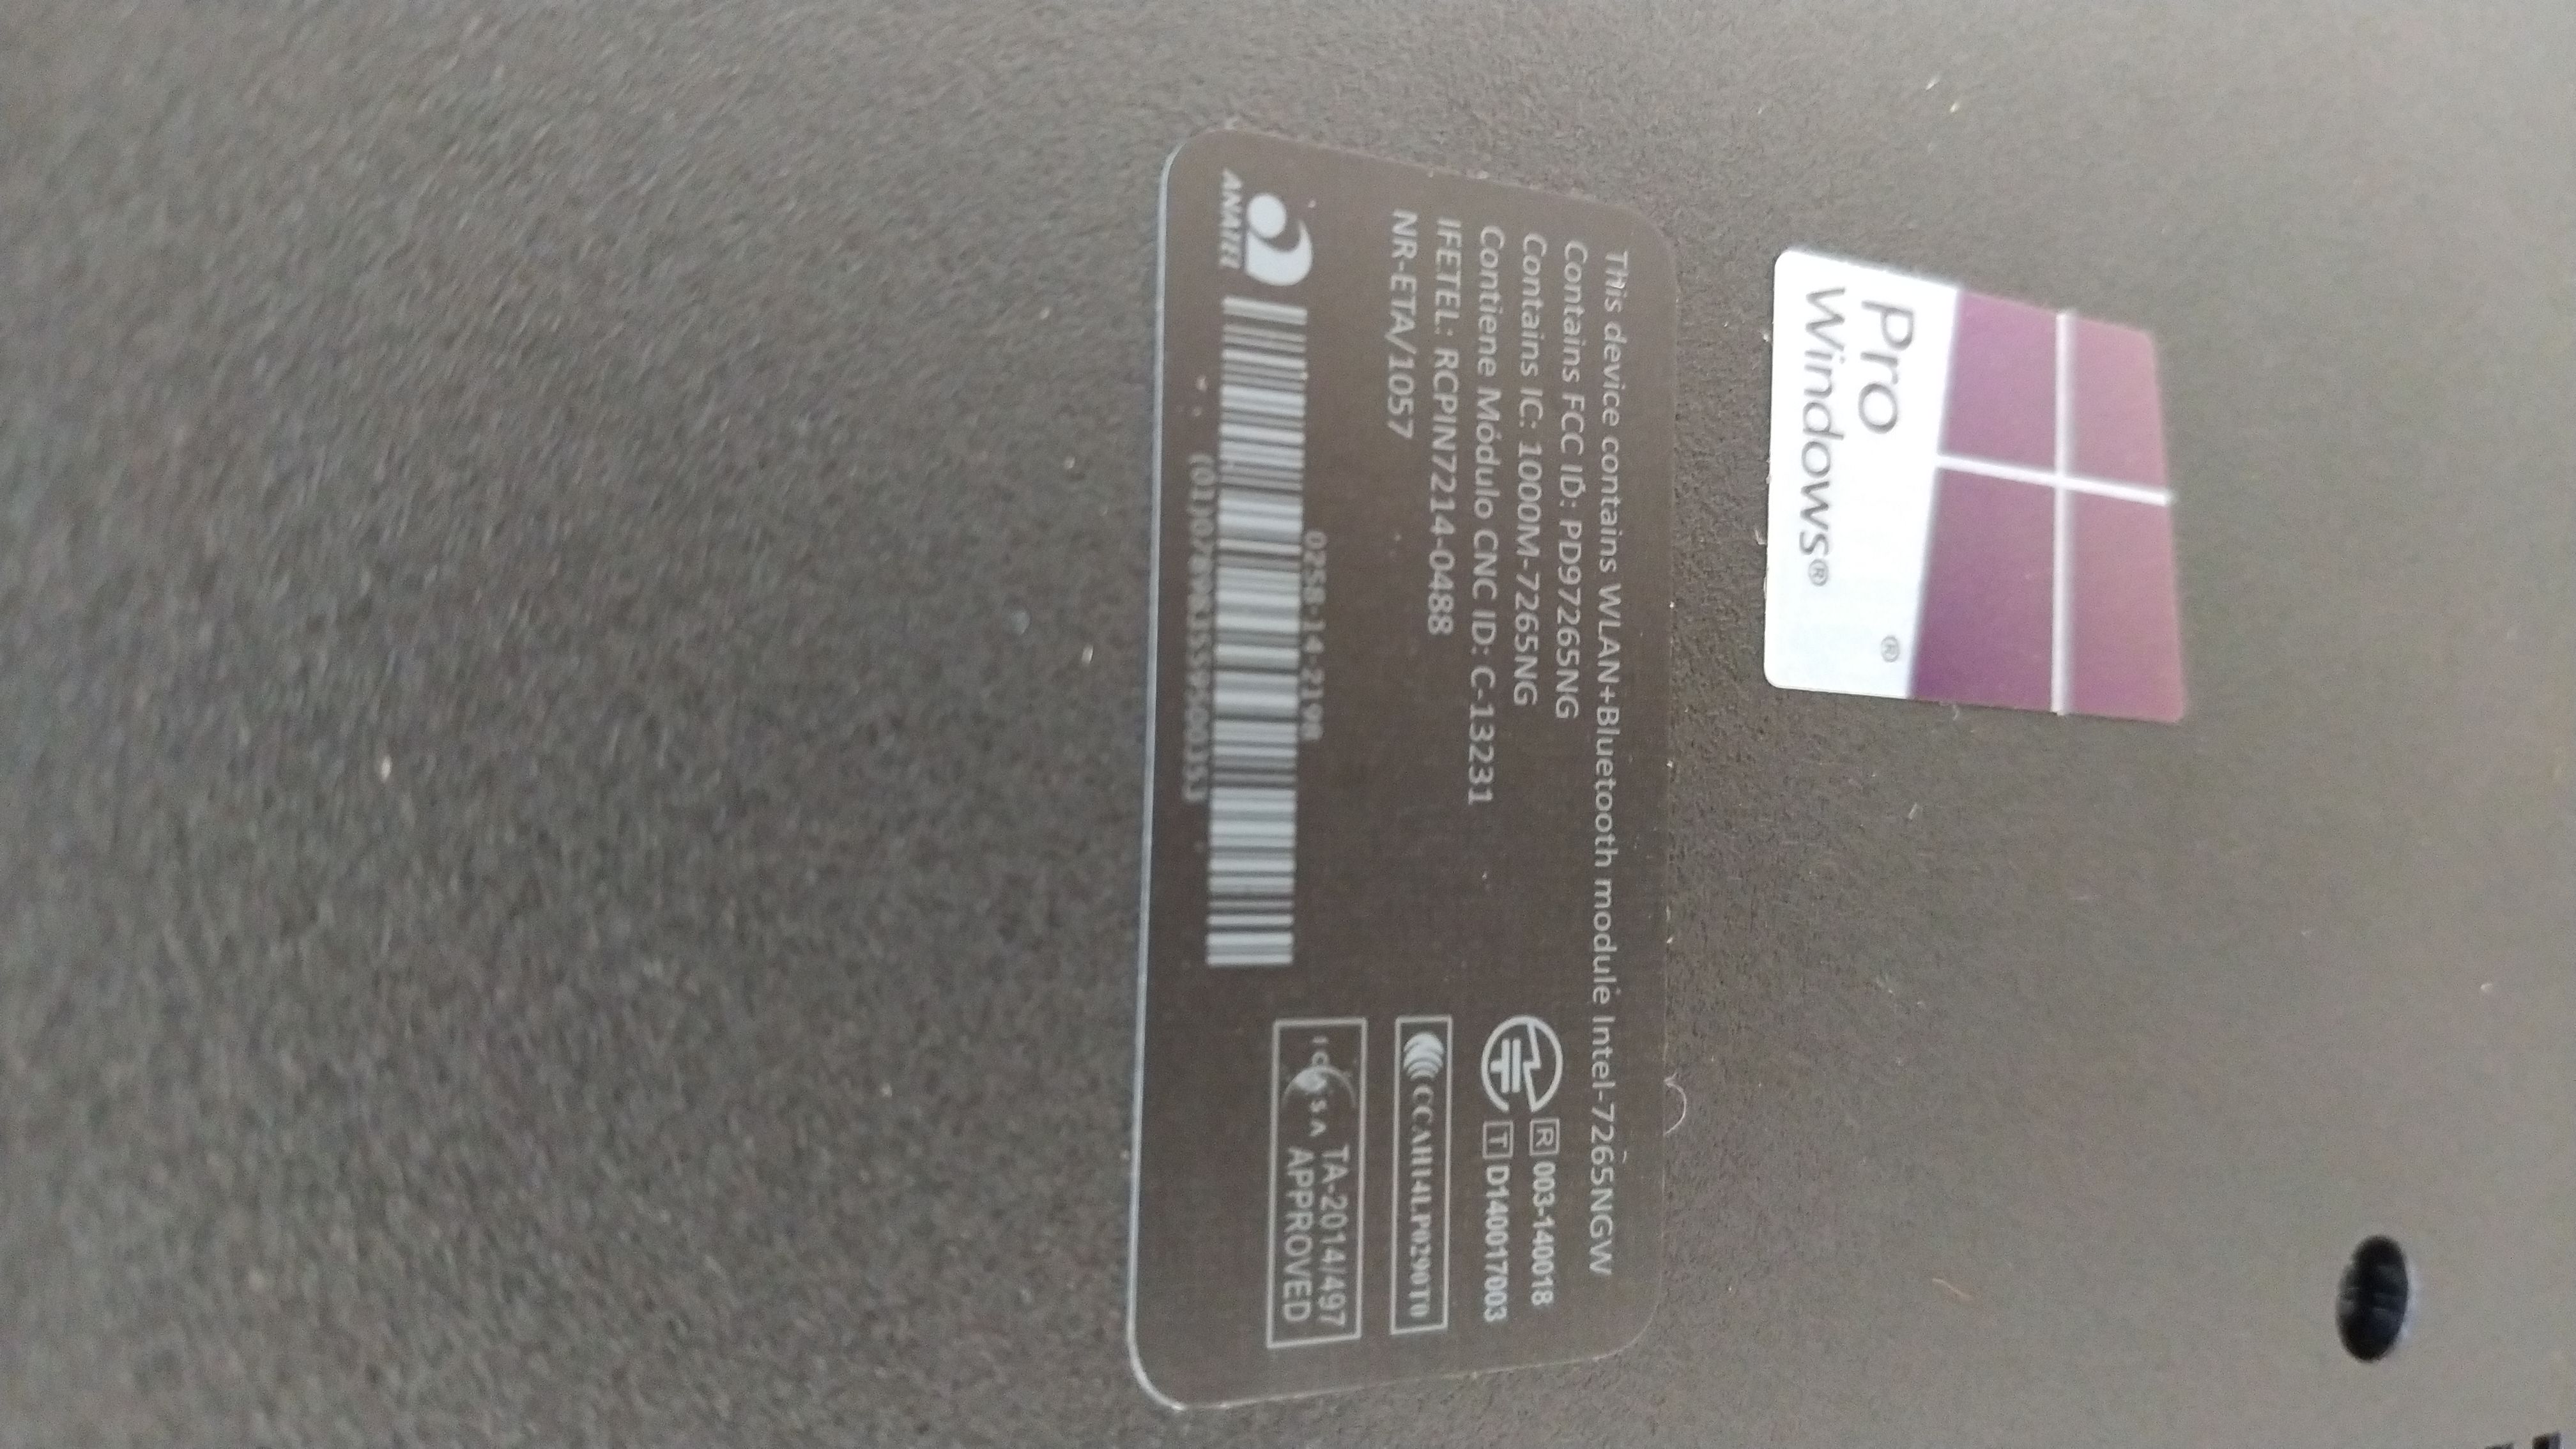 Windows®
Pro
®
This device contains WLAN+Bluetooth module Intel-7265NGW
Contains FCC ID: PD97265NG
Contains IC: 1000M-7265NG
Contiene Módulo CNC ID: C-13231
IFETEL: RCPIN7214-0488
NR-ETA/1057
R 003-140018
T D140017003
CCAH14LP0290T0
ICASA
TA-2014/497
APPROVED
0258-14-2198
ANATEL
(01)078983559500353